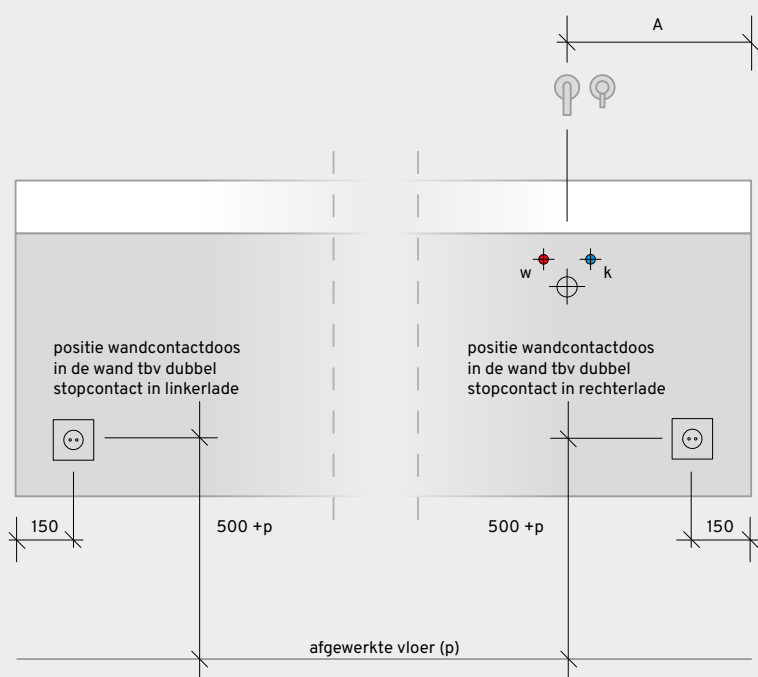 A
w
k
positie wandcontactdoos
in de wand tbv dubbel
stopcontact in linkerlade
positie wandcontactdoos
in de wand tbv dubbel
stopcontact in rechterlade
150
500 +p
500 +p
150
afgewerkte vloer (p)